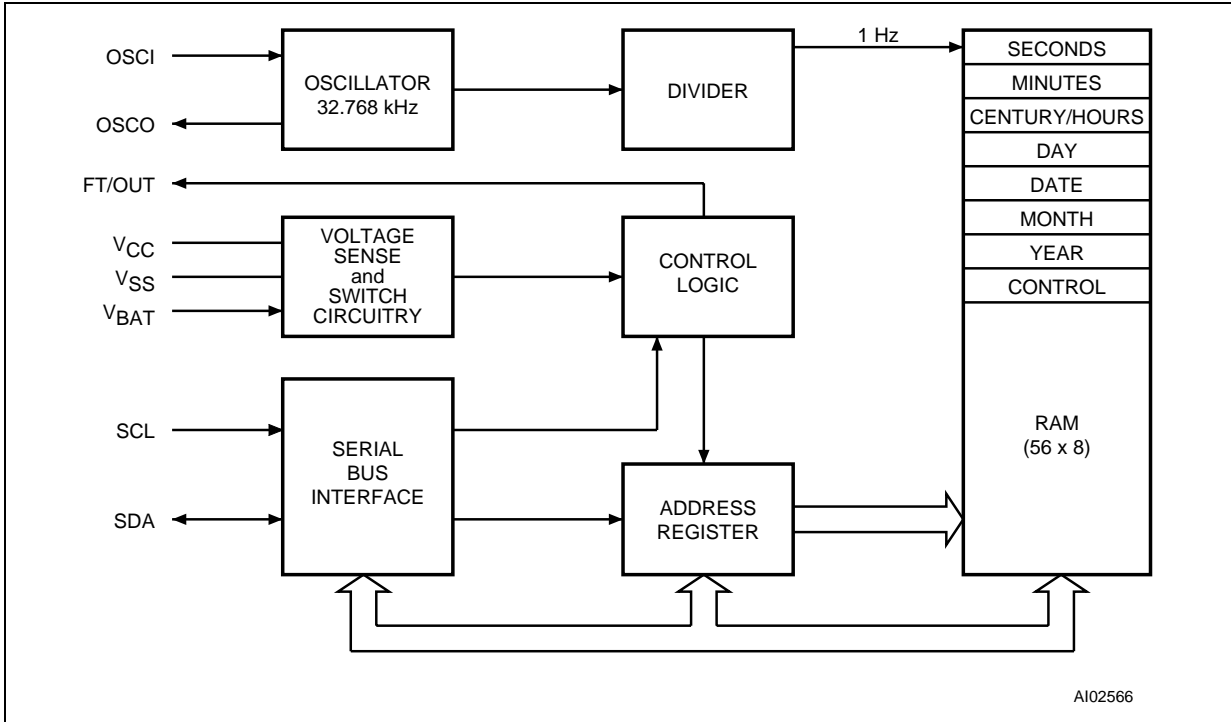 OSCI
OSCO
FT/OUT
VCC
VSS
VBAT
SCL
SDA
OSCILLATOR
32.768 kHz
VOLTAGE
SENSE
and
SWITCH
CIRCUITRY
SERIAL
BUS
INTERFACE
DIVIDER
CONTROL
LOGIC
ADDRESS
REGISTER
1 Hz
SECONDS
MINUTES
CENTURY/HOURS
DAY
DATE
MONTH
YEAR
CONTROL
RAM
(56 x 8)
AI02566